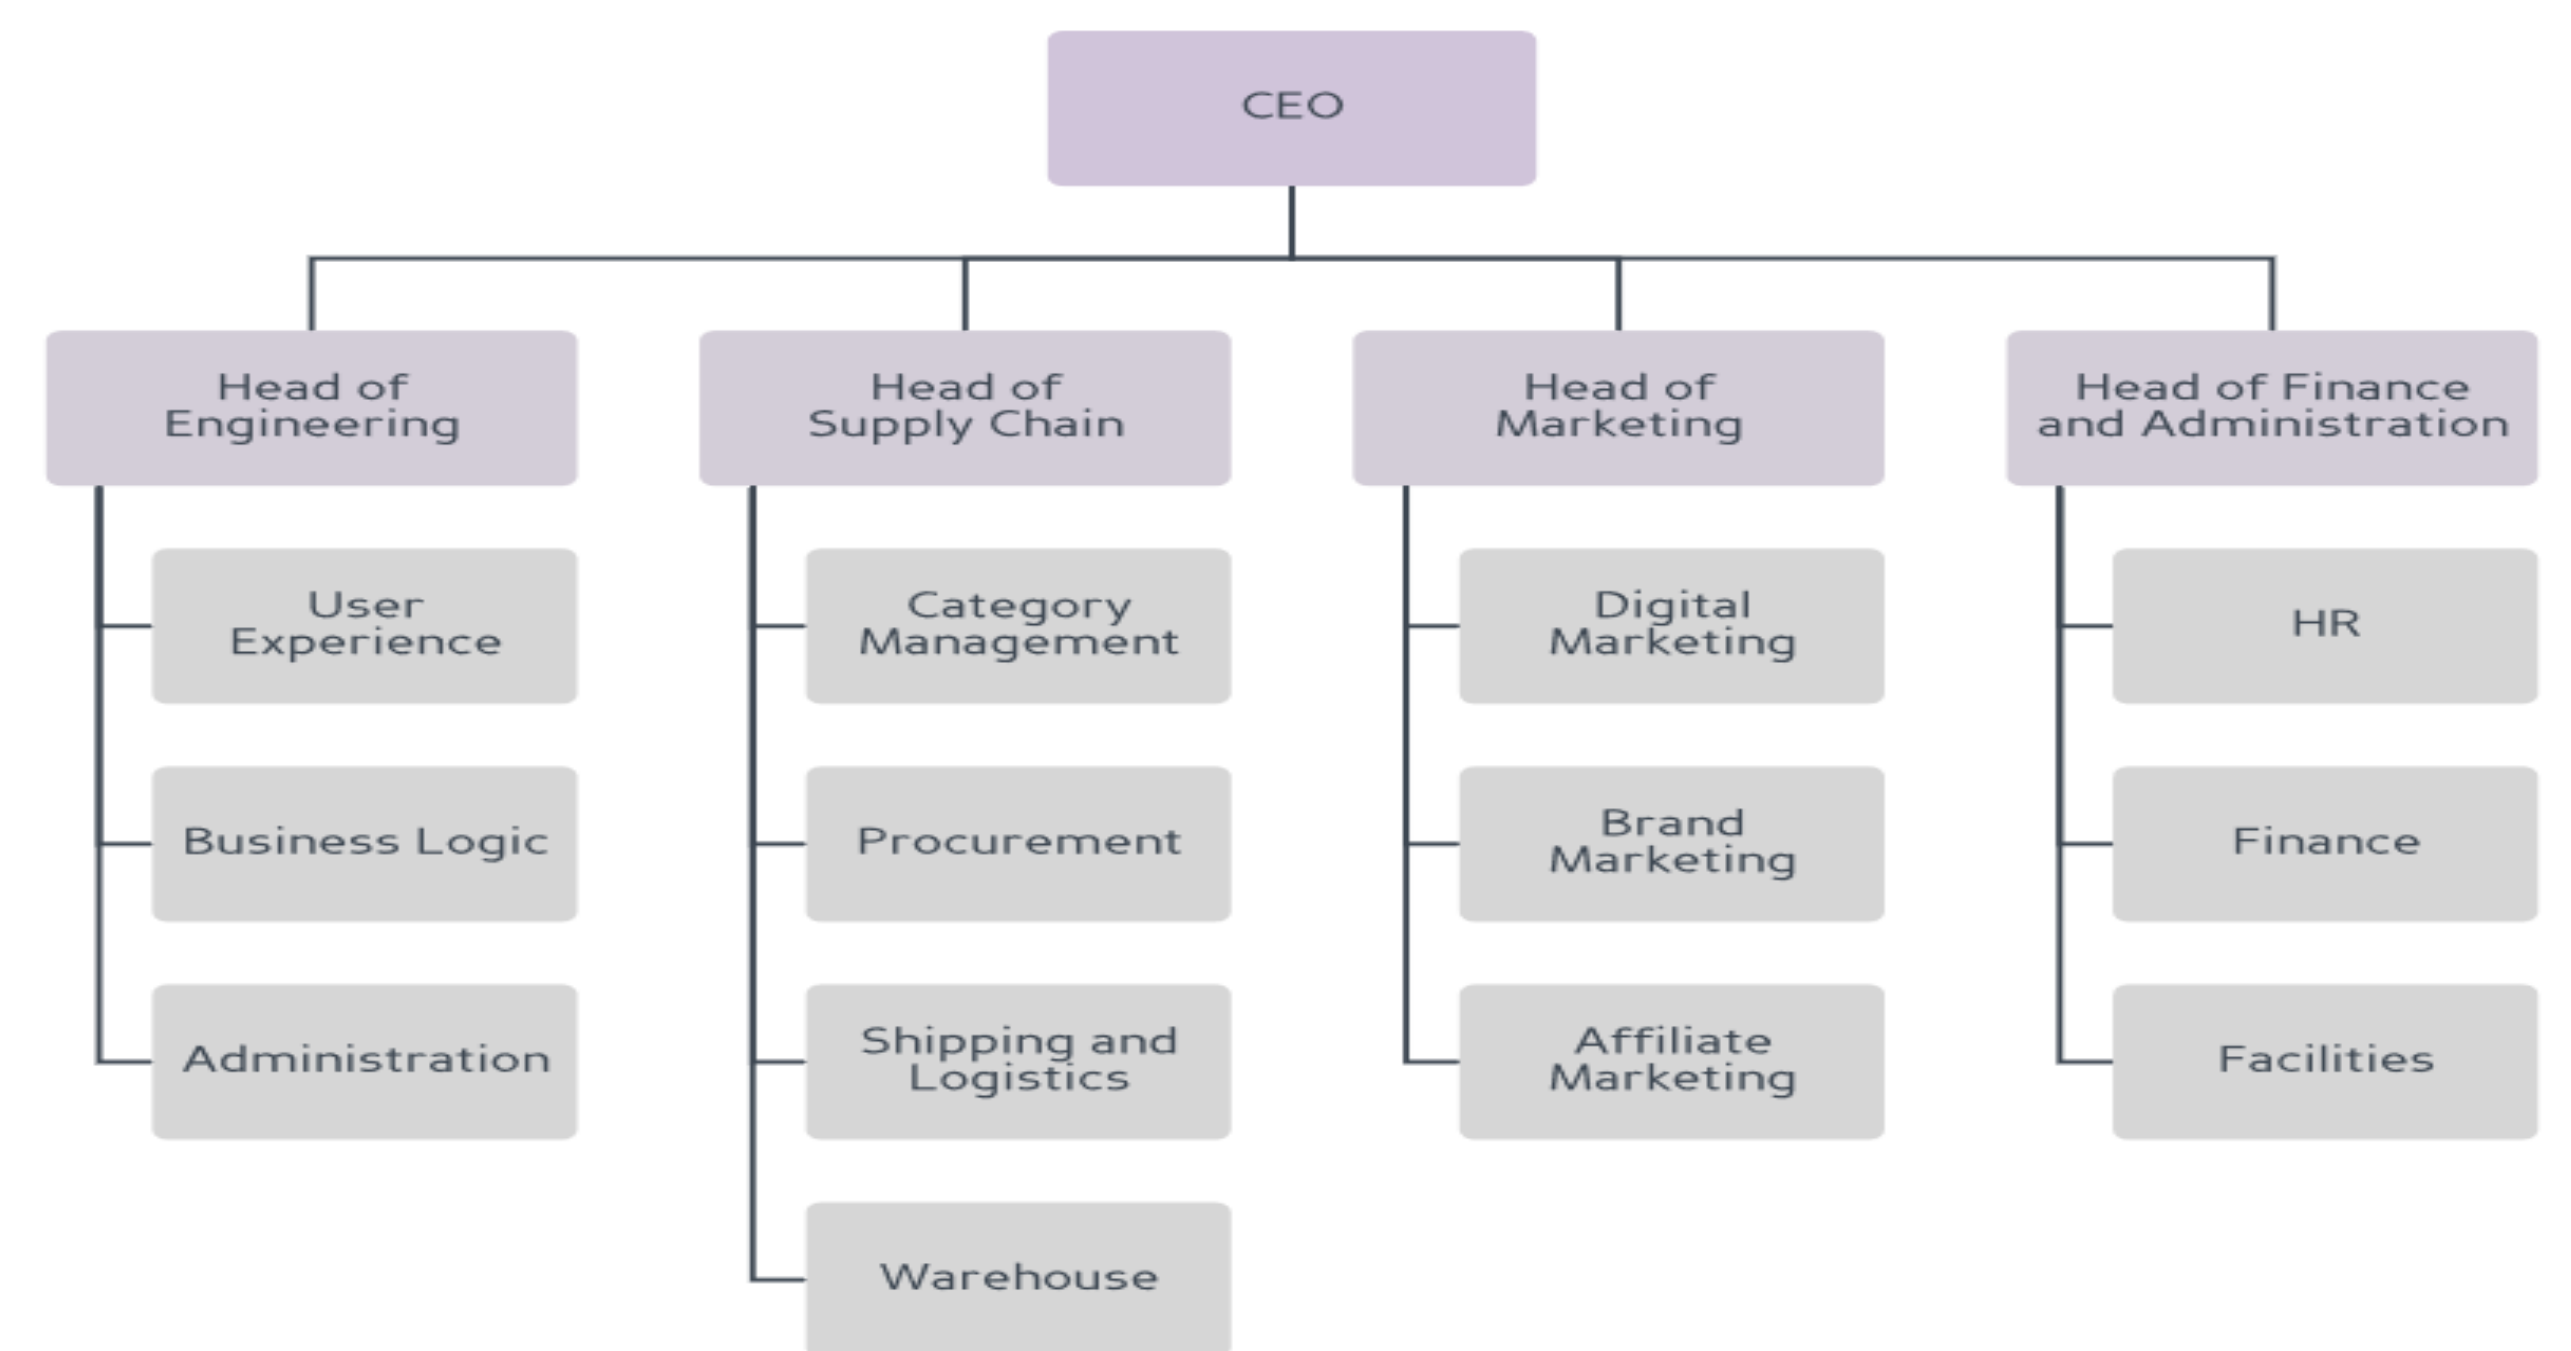 CEO
Head of
Engineering
Head of
Supply Chain
Head of
Marketing
Head of Finance
and Administration
User
Experience
Category
Management
Digital
Marketing
HR
Business Logic
Procurement
Brand
Marketing
Finance
Administration
Shipping and
Logistics
Affiliate
Marketing
Facilities
Warehouse